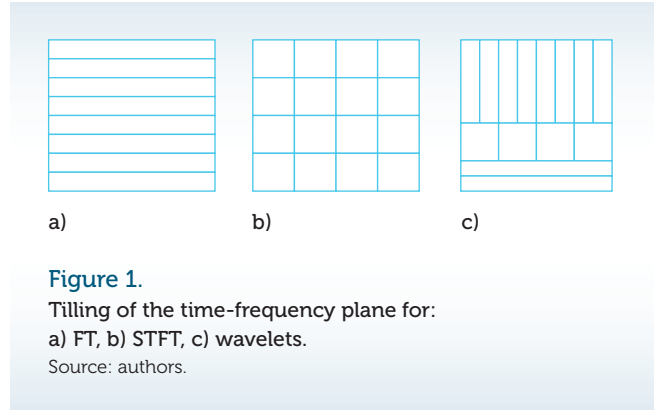 a)
b)
c)
Figure 1.
Tilling of the time-frequency plane for:
a) FT, b) STFT, c) wavelets.
Source: authors.